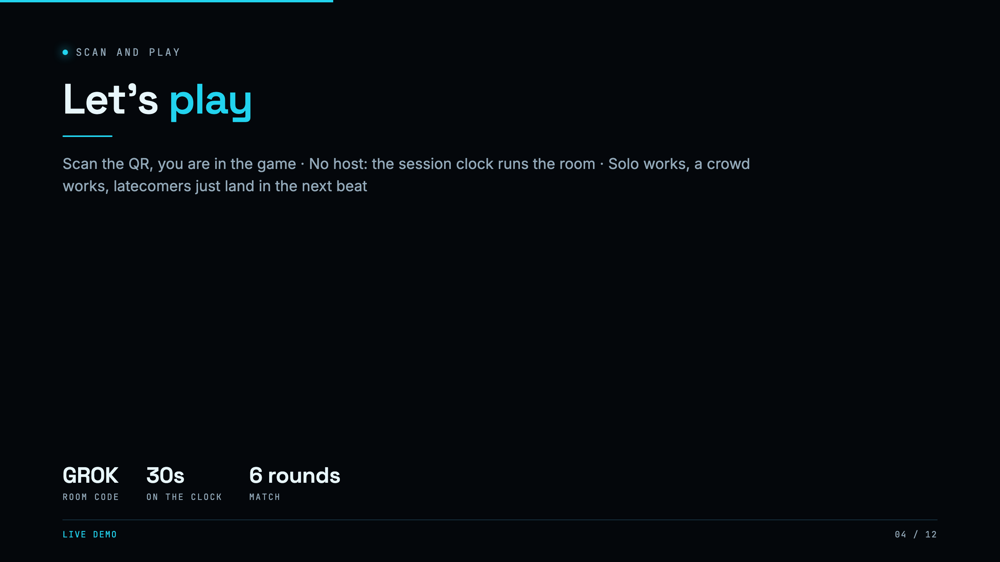 SCAN AND PLAY
Let’s play
Scan the QR, you are in the game · No host: the session clock runs the room · Solo works, a crowd
works, latecomers just land in the next beat
GROK 30s 6 rounds
ROOM CODE ON THE CLOCK MATCH
LIVE DEMO 04 / 12